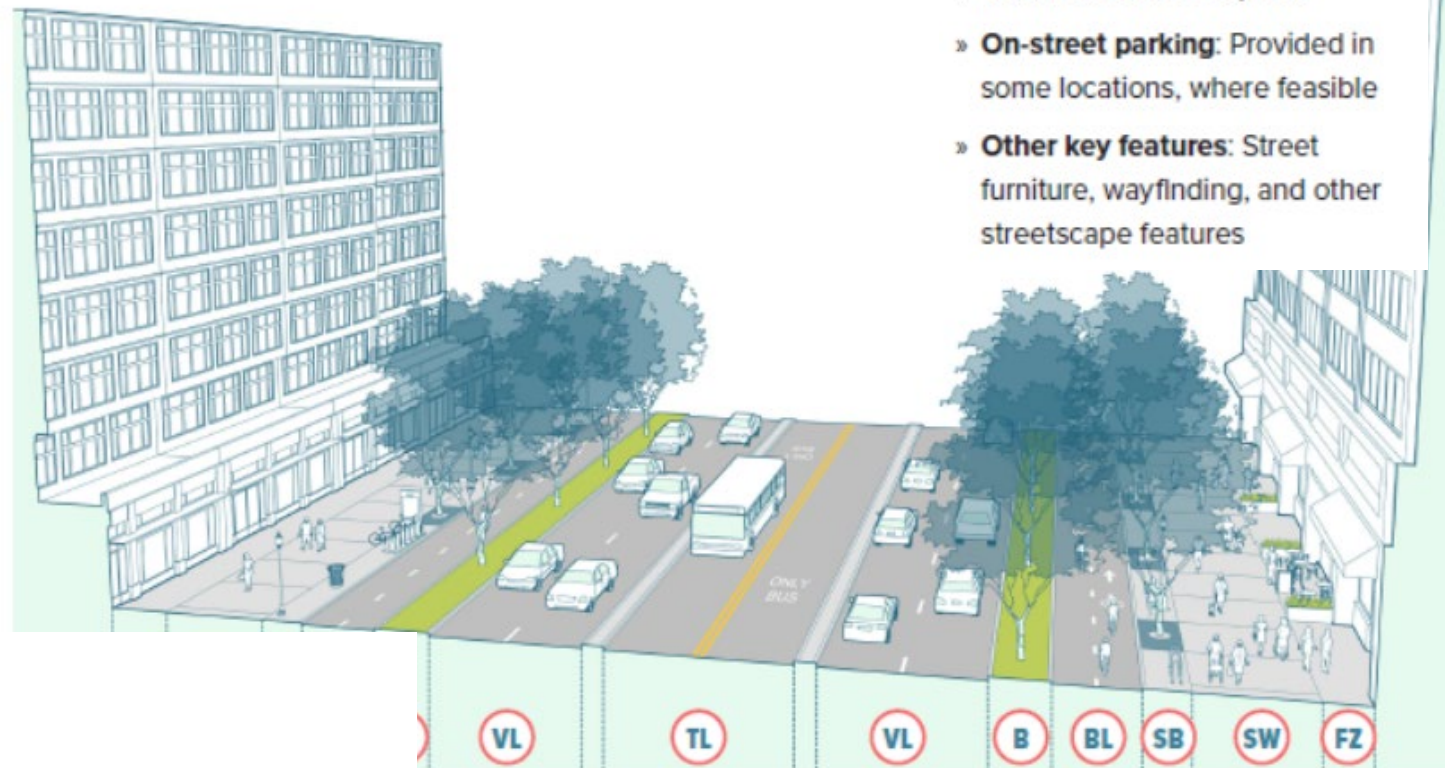 » On-street parking: Provided in
some locations, where feasible
» Other key features: Street
furniture, wayfinding, and other
streetscape features
ONLY
BUS
VL
TL
VL
B
BL
SB
SW
FZ